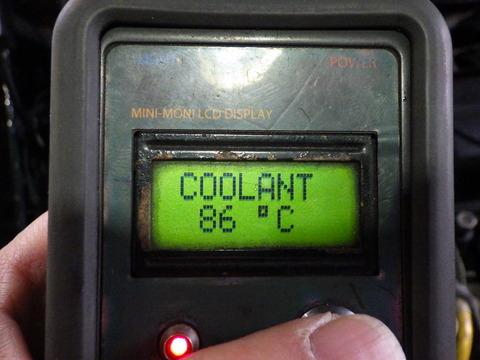 POWER
MINI-MONI LCD DISPLAY
COOLANT
86 °C